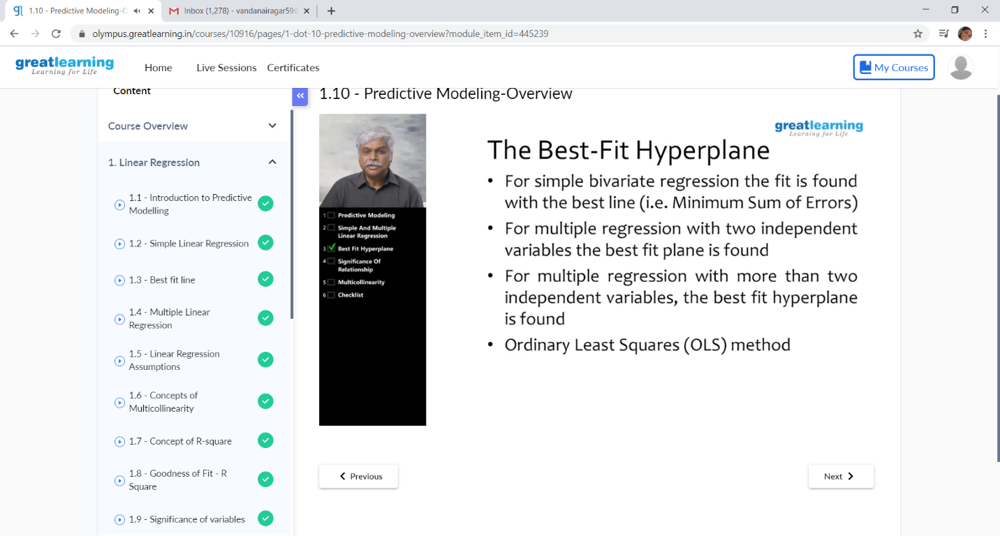 1.10 - Predictive Modeling-O
Inbox (1,278) - vandanairagar59
olympus.greatlearning.in/courses/10916/pages/1-dot-10-predictive-modeling-overview?module_item_id=445239
greatlearning
Learning for Life
Home
Live Sessions
Certificates
My Courses
Content
Course Overview
1. Linear Regression
1.1 - Introduction to Predictive
Modelling
1.2 - Simple Linear Regression
1.3 - Best fit line
1.4 - Multiple Linear
Regression
1.5 - Linear Regression
Assumptions
1.6 - Concepts of
Multicollinearity
1.7 - Concept of R-square
1.8 - Goodness of Fit - R
Square
1.9 - Significance of variables
1.10 - Predictive Modeling-Overview
1 Predictive Modeling
2 Simple And Multiple
Linear Regression
3 Best Fit Hyperplane
4 Significance Of
Relationship
5 Multicollinearity
6 Checklist
greatlearning
Learning for Life
The Best-Fit Hyperplane
• For simple bivariate regression the fit is found
with the best line (i.e. Minimum Sum of Errors)
• For multiple regression with two independent
variables the best fit plane is found
• For multiple regression with more than two
independent variables, the best fit hyperplane
is found
• Ordinary Least Squares (OLS) method
Previous
Next